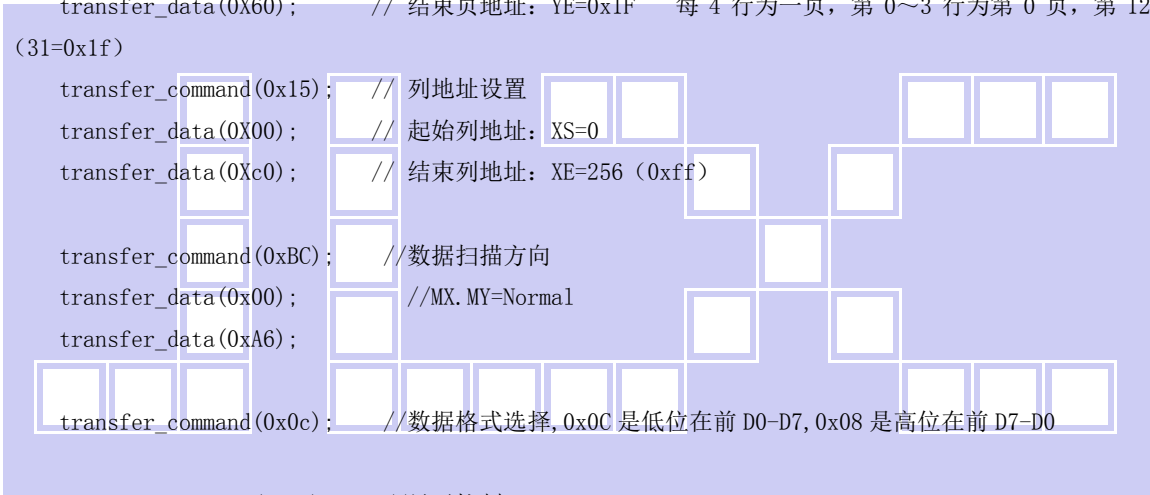 transfer_data(0X60); // 结束页地址：YE=0x1F 每 4 行为一页，第 0～3 行为第 0 页，第 12
（31=0x1f）
transfer_command(0x15); // 列地址设置
transfer_data(0X00); // 起始列地址：XS=0
transfer_data(0Xc0); // 结束列地址：XE=256（0xff）
transfer_command(0xBC); //数据扫描方向
transfer_data(0x00); //MX.MY=Normal
transfer_data(0xA6);
transfer_command(0x0c); //数据格式选择,0x0C 是低位在前 D0-D7,0x08 是高位在前 D7-D0